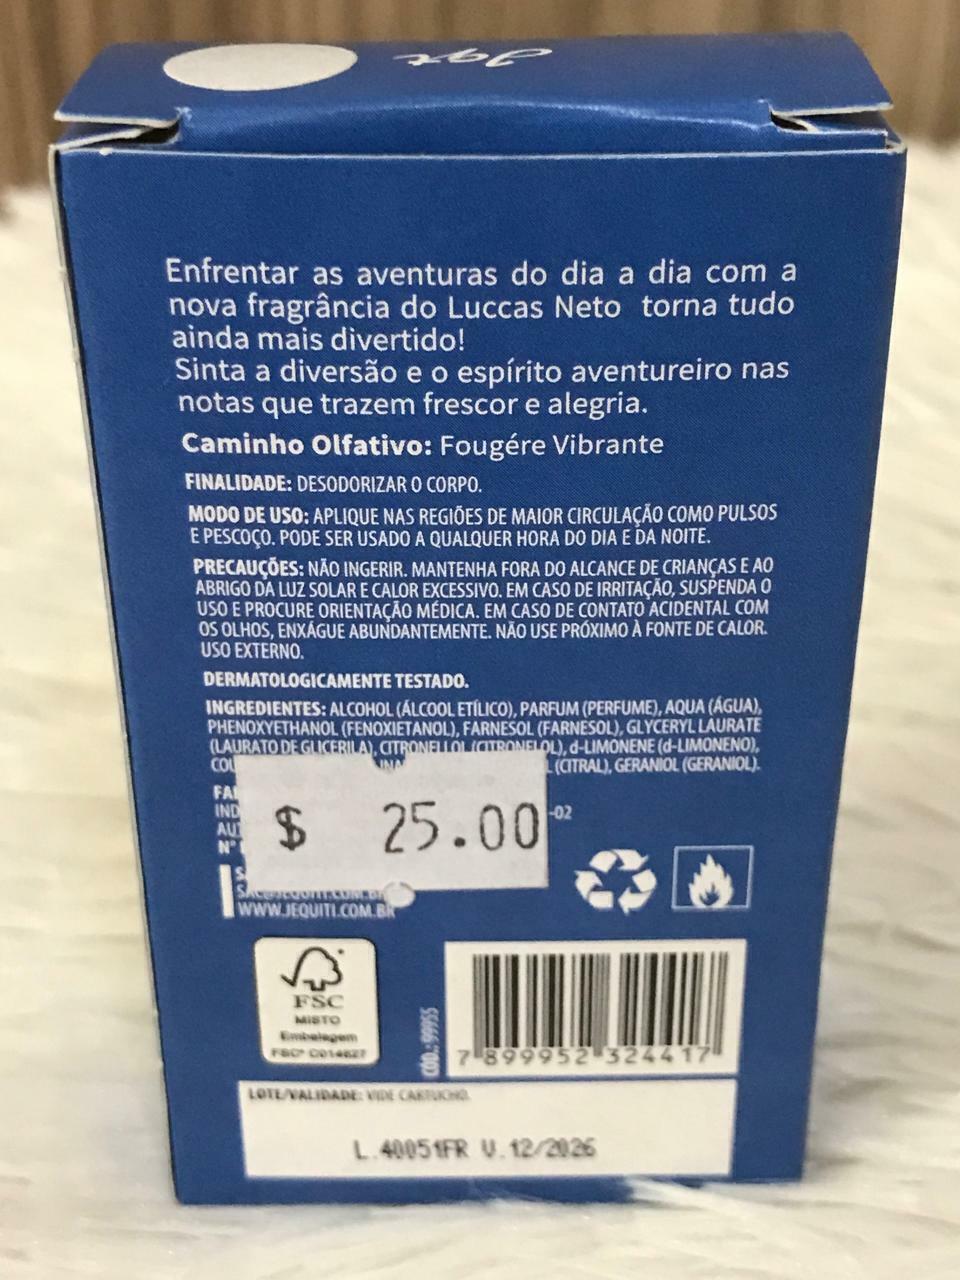 Jqt
Enfrentar as aventuras do dia a dia com a
nova fragrância do Luccas Neto torna tudo
ainda mais divertido!
Sinta a diversão e o espírito aventureiro nas
notas que trazem frescor e alegria.
Caminho Olfativo: Fougére Vibrante
FINALIDADE: DESODORIZAR O CORPO.
MODO DE USO: APLIQUE NAS REGIÕES DE MAIOR CIRCULAÇÃO COMO PULSOS
E PESCOÇO. PODE SER USADO A QUALQUER HORA DO DIA E DA NOITE.
PRECAUÇÕES: NÃO INGERIR. MANTENHA FORA DO ALCANCE DE CRIANÇAS E AO
ABRIGO DA LUZ SOLAR E CALOR EXCESSIVO. EM CASO DE IRRITAÇÃO, SUSPENDA O
USO E PROCURE ORIENTAÇÃO MÉDICA. EM CASO DE CONTATO ACIDENTAL COM
OS OLHOS, ENXÁGUE ABUNDANTEMENTE. NÃO USE PRÓXIMO À FONTE DE CALOR.
USO EXTERNO.
DERMATOLOGICAMENTE TESTADO.
INGREDIENTES: ALCOHOL (ÁLCOOL ETÍLICO), PARFUM (PERFUME), AQUA (ÁGUA),
PHENOXYETHANOL (FENOXIETANOL), FARNESOL (FARNESOL), GLYCERYL LAURATE
(LAURATO DE GLICERILA), CITRONELLOL (CITRONELOL), d-LIMONENE (d-LIMONENO),
(CITRAL), GERANIOL (GERANIOL).
-02
$ 25.00
SAC@JEQUITI.COM.BR
WWW.JEQUITI.COM.BR
FSC
MISTO
Embalagem
FSC® C014627
CÓD.: 99955
7 899952 324417
LOTE/VALIDADE: VIDE CARTUCHO.
L.40051FR V.12/2026